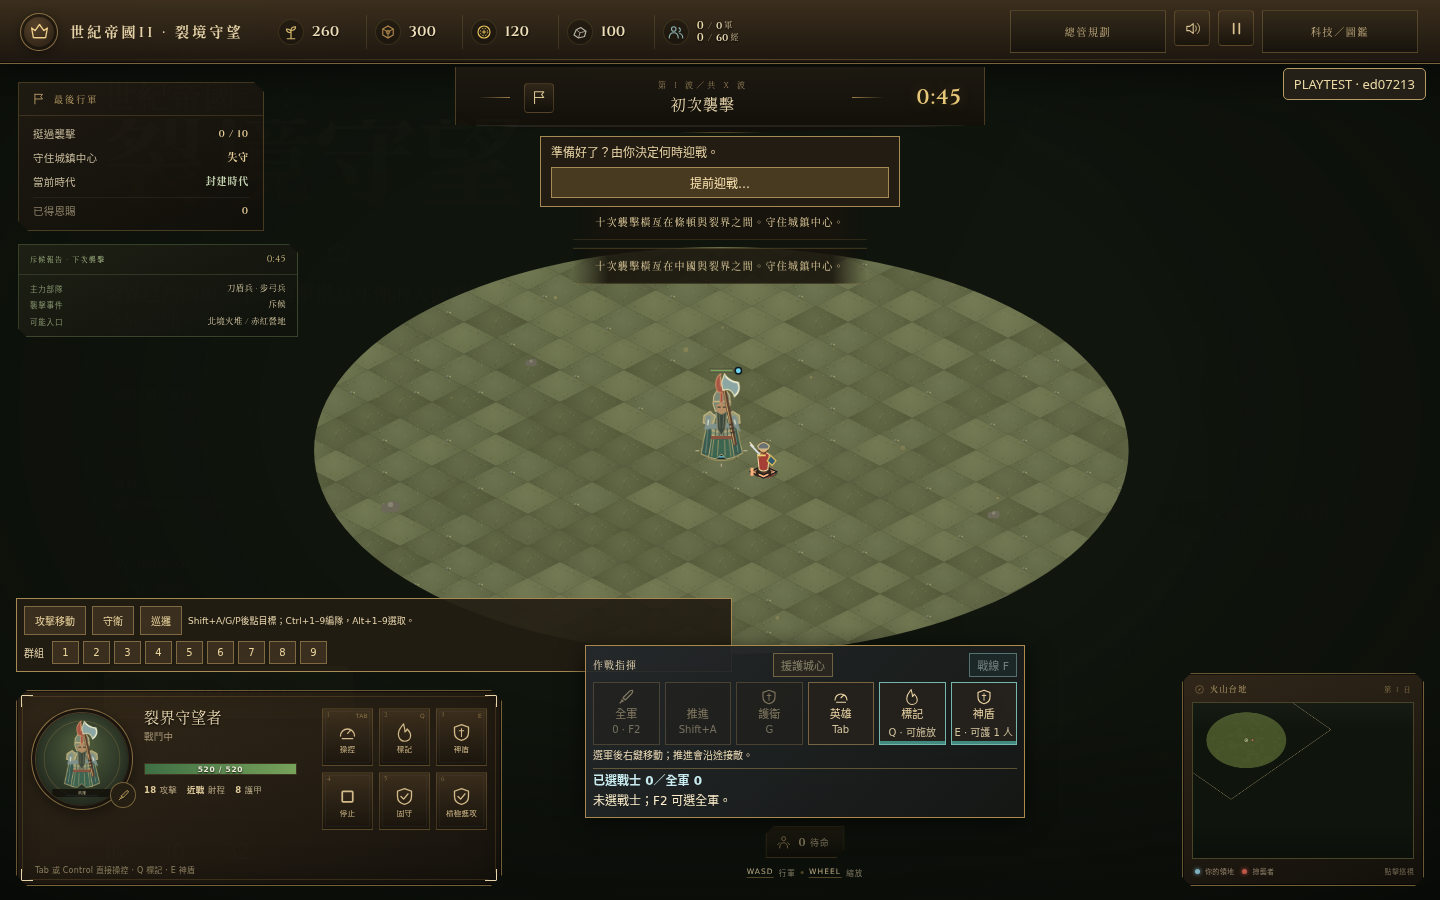 世紀帝國II · 裂境守望
260
300
120
100
0 / 0 軍
0 / 60 經
總管規劃
科技／圖鑑
PLAYTEST · ed07213
最後行軍
挺過襲擊 0 / 10
守住城鎮中心 失守
當前時代 封建時代
已得恩賜 0
第 I 波／共 X 波
初次襲擊
0:45
準備好了？由你決定何時迎戰。
提前迎戰…
十次襲擊橫亙在條頓與裂界之間。守住城鎮中心。
十次襲擊橫亙在中國與裂界之間。守住城鎮中心。
斥候報告 · 下次襲擊 0:45
主力部隊 刀盾兵 · 步弓兵
襲擊事件 斥候
可能入口 北境火堆 / 赤紅營地
攻擊移動 守衛 巡邏 Shift+A/G/P後點目標；Ctrl+1–9編隊，Alt+1–9選取。
群組 1 2 3 4 5 6 7 8 9
裂界守望者
戰鬥中
520 / 520
18 攻擊 近戰 射程 8 護甲
1 TAB 操控
2 Q 標記
3 E 神盾
4 停止
5 固守
6 積極進攻
Tab 或 Control 直接操控 · Q 標記 · E 神盾
作戰指揮 援護城心 戰線 F
全軍 推進 護衛 英雄 標記 神盾
0 · F2 Shift+A G Tab Q · 可施放 E · 可護 1 人
選軍後右鍵移動；推進會沿途接敵。
已選戰士 0／全軍 0
未選戰士；F2 可選全軍。
0 待命
WASD 行軍 • WHEEL 縮放
火山台地 第 1 日
你的領地 掠襲者 點擊巡視